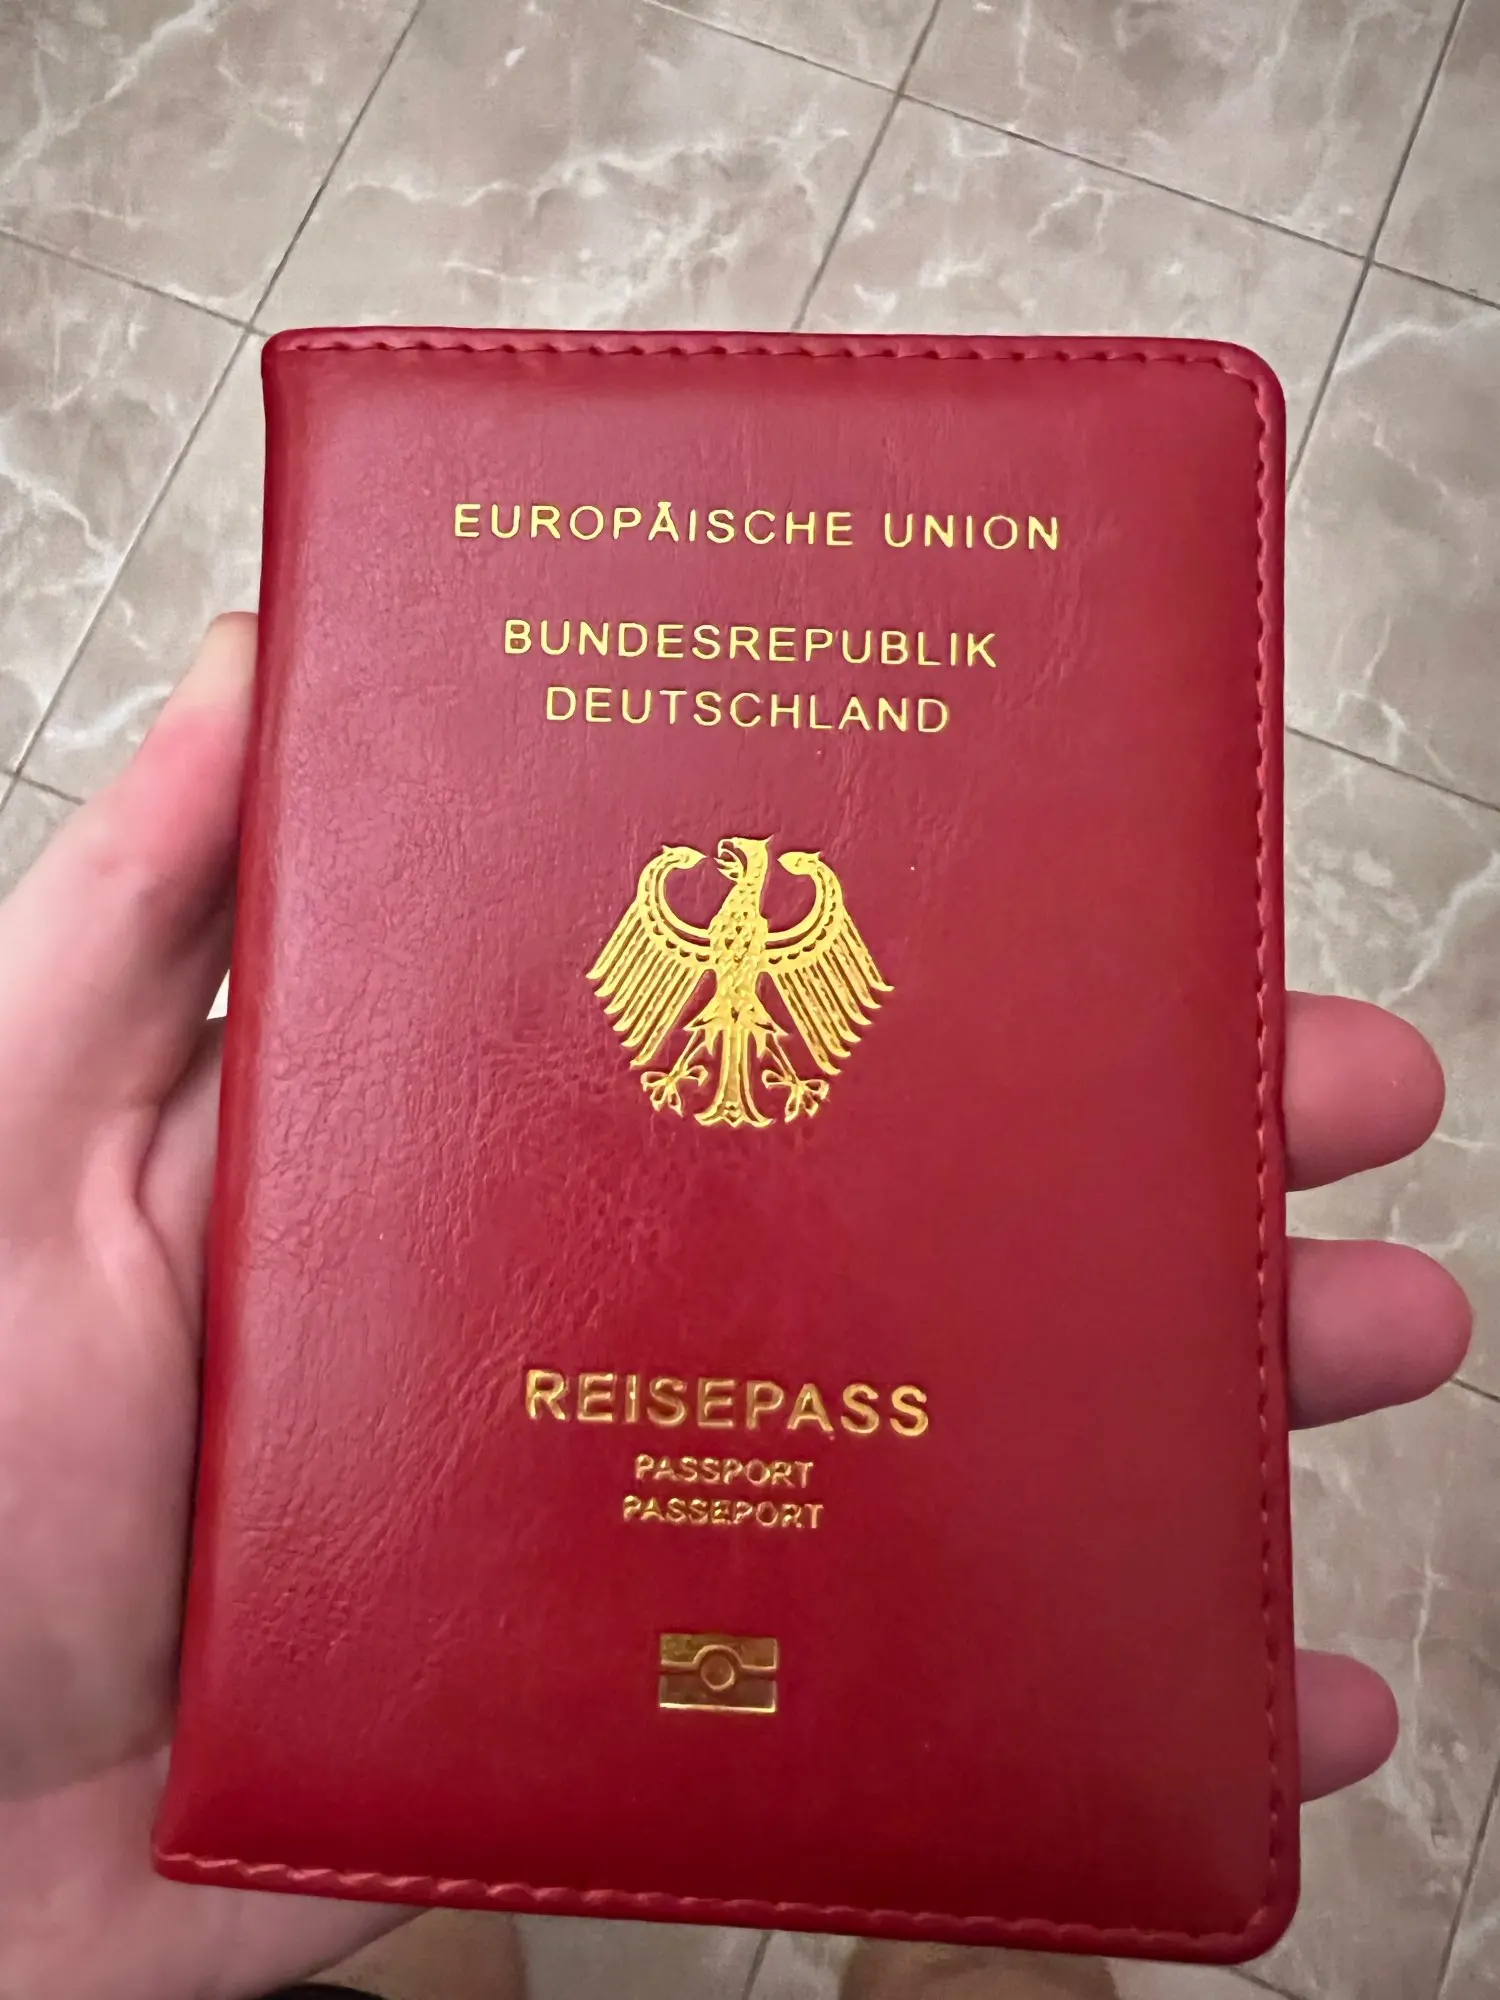 EUROPÄISCHE UNION
BUNDESREPUBLIK
DEUTSCHLAND
REISEPASS
PASSPORT
PASSEPORT